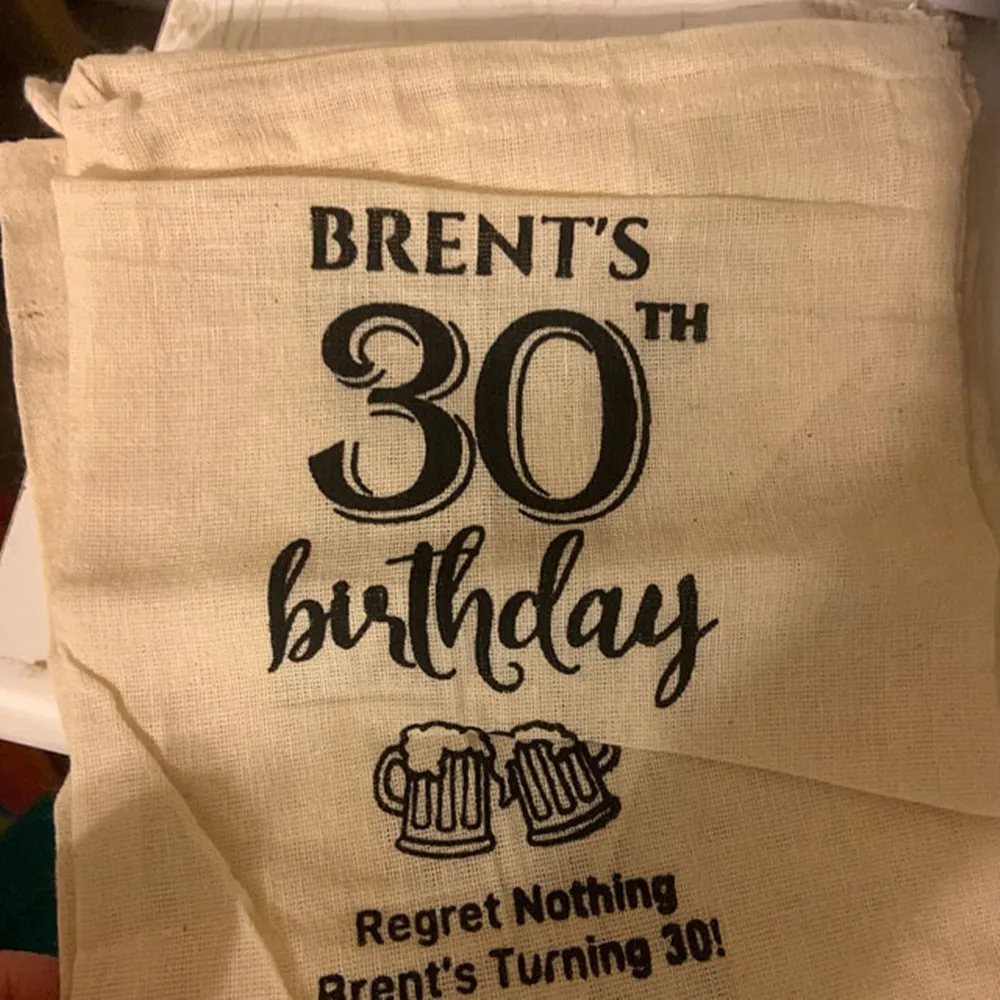 BRENT'S
30TH
birthday
Regret Nothing
Brent's Turning 30!